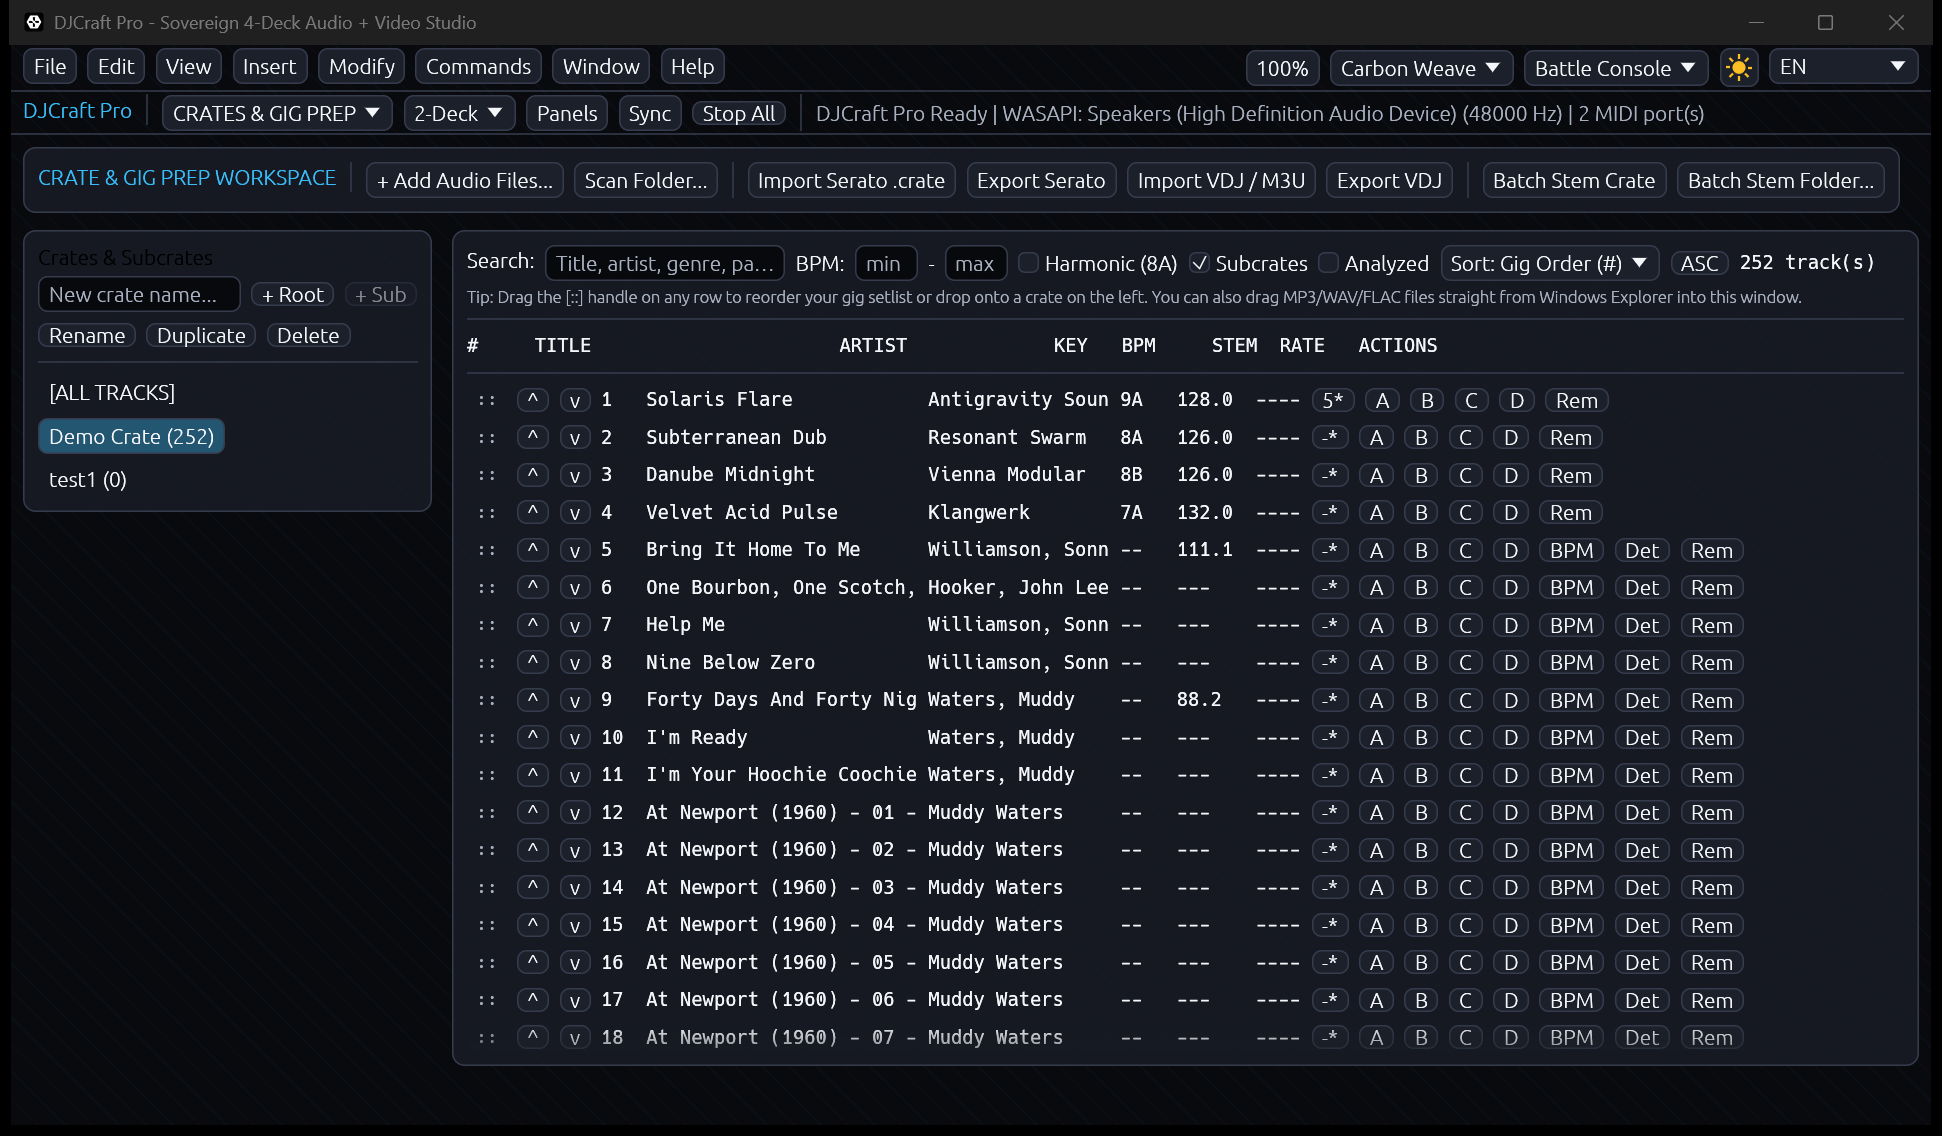 DJCraft Pro - Sovereign 4-Deck Audio + Video Studio
File Edit View Insert Modify Commands Window Help 100% Carbon Weave Battle Console EN
DJCraft Pro CRATES & GIG PREP 2-Deck Panels Sync Stop All DJCraft Pro Ready | WASAPI: Speakers (High Definition Audio Device) (48000 Hz) | 2 MIDI port(s)
CRATE & GIG PREP WORKSPACE + Add Audio Files... Scan Folder... Import Serato .crate Export Serato Import VDJ / M3U Export VDJ Batch Stem Crate Batch Stem Folder...
Crates & Subcrates
New crate name... + Root + Sub
Rename Duplicate Delete
[ALL TRACKS]
Demo Crate (252)
test1 (0)
Search: Title, artist, genre, pa... BPM: min - max Harmonic (8A) Subcrates Analyzed Sort: Gig Order (#) ASC 252 track(s)
Tip: Drag the [::] handle on any row to reorder your gig setlist or drop onto a crate on the left. You can also drag MP3/WAV/FLAC files straight from Windows Explorer into this window.
# TITLE ARTIST KEY BPM STEM RATE ACTIONS
:: ^ v 1 Solaris Flare Antigravity Soun 9A 128.0 ---- 5* A B C D Rem
:: ^ v 2 Subterranean Dub Resonant Swarm 8A 126.0 ---- -* A B C D Rem
:: ^ v 3 Danube Midnight Vienna Modular 8B 126.0 ---- -* A B C D Rem
:: ^ v 4 Velvet Acid Pulse Klangwerk 7A 132.0 ---- -* A B C D Rem
:: ^ v 5 Bring It Home To Me Williamson, Sonn -- 111.1 ---- -* A B C D BPM Det Rem
:: ^ v 6 One Bourbon, One Scotch, Hooker, John Lee -- --- ---- -* A B C D BPM Det Rem
:: ^ v 7 Help Me Williamson, Sonn -- --- ---- -* A B C D BPM Det Rem
:: ^ v 8 Nine Below Zero Williamson, Sonn -- --- ---- -* A B C D BPM Det Rem
:: ^ v 9 Forty Days And Forty Nig Waters, Muddy -- 88.2 ---- -* A B C D BPM Det Rem
:: ^ v 10 I'm Ready Waters, Muddy -- --- ---- -* A B C D BPM Det Rem
:: ^ v 11 I'm Your Hoochie Coochie Waters, Muddy -- --- ---- -* A B C D BPM Det Rem
:: ^ v 12 At Newport (1960) - 01 - Muddy Waters -- --- ---- -* A B C D BPM Det Rem
:: ^ v 13 At Newport (1960) - 02 - Muddy Waters -- --- ---- -* A B C D BPM Det Rem
:: ^ v 14 At Newport (1960) - 03 - Muddy Waters -- --- ---- -* A B C D BPM Det Rem
:: ^ v 15 At Newport (1960) - 04 - Muddy Waters -- --- ---- -* A B C D BPM Det Rem
:: ^ v 16 At Newport (1960) - 05 - Muddy Waters -- --- ---- -* A B C D BPM Det Rem
:: ^ v 17 At Newport (1960) - 06 - Muddy Waters -- --- ---- -* A B C D BPM Det Rem
:: ^ v 18 At Newport (1960) - 07 - Muddy Waters -- --- ---- -* A B C D BPM Det Rem